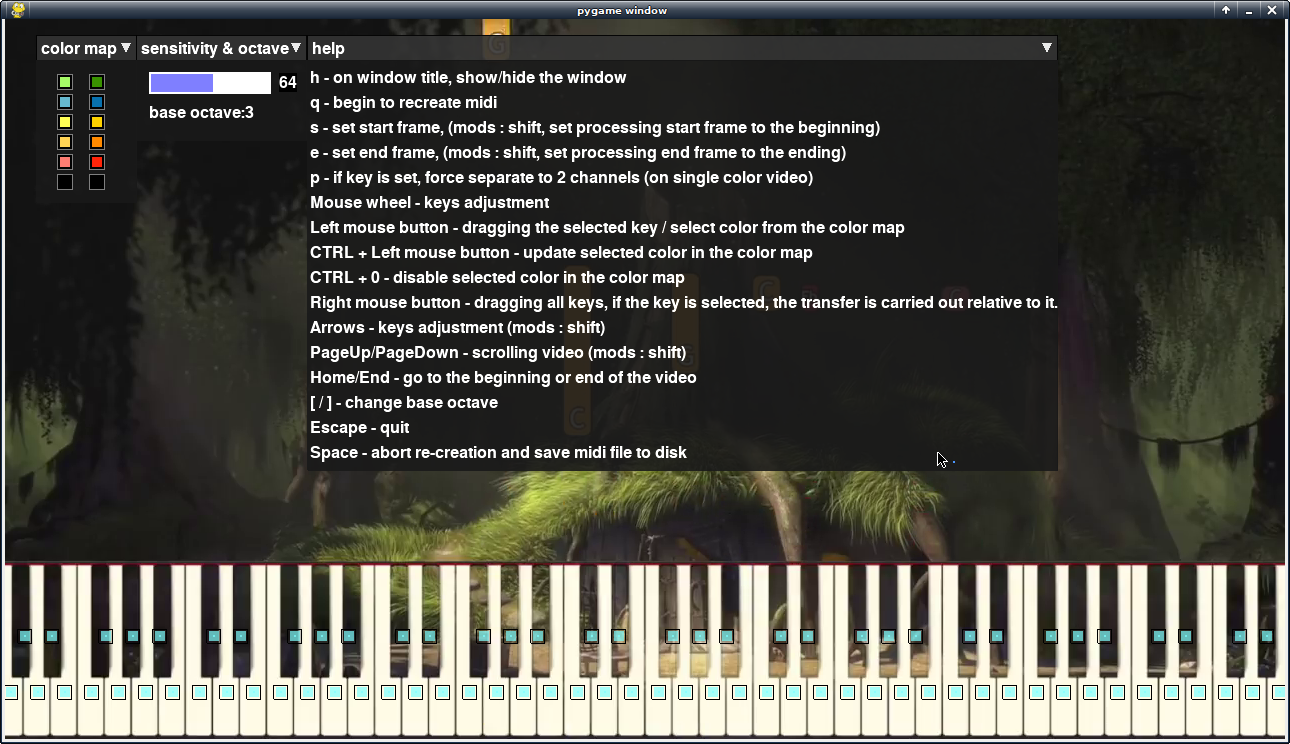 pygame window
color map ▼ sensitivity & octave ▼ help ▼
64
base octave:3
h - on window title, show/hide the window
q - begin to recreate midi
s - set start frame, (mods : shift, set processing start frame to the beginning)
e - set end frame, (mods : shift, set processing end frame to the ending)
p - if key is set, force separate to 2 channels (on single color video)
Mouse wheel - keys adjustment
Left mouse button - dragging the selected key / select color from the color map
CTRL + Left mouse button - update selected color in the color map
CTRL + 0 - disable selected color in the color map
Right mouse button - dragging all keys, if the key is selected, the transfer is carried out relative to it.
Arrows - keys adjustment (mods : shift)
PageUp/PageDown - scrolling video (mods : shift)
Home/End - go to the beginning or end of the video
[ / ] - change base octave
Escape - quit
Space - abort re-creation and save midi file to disk